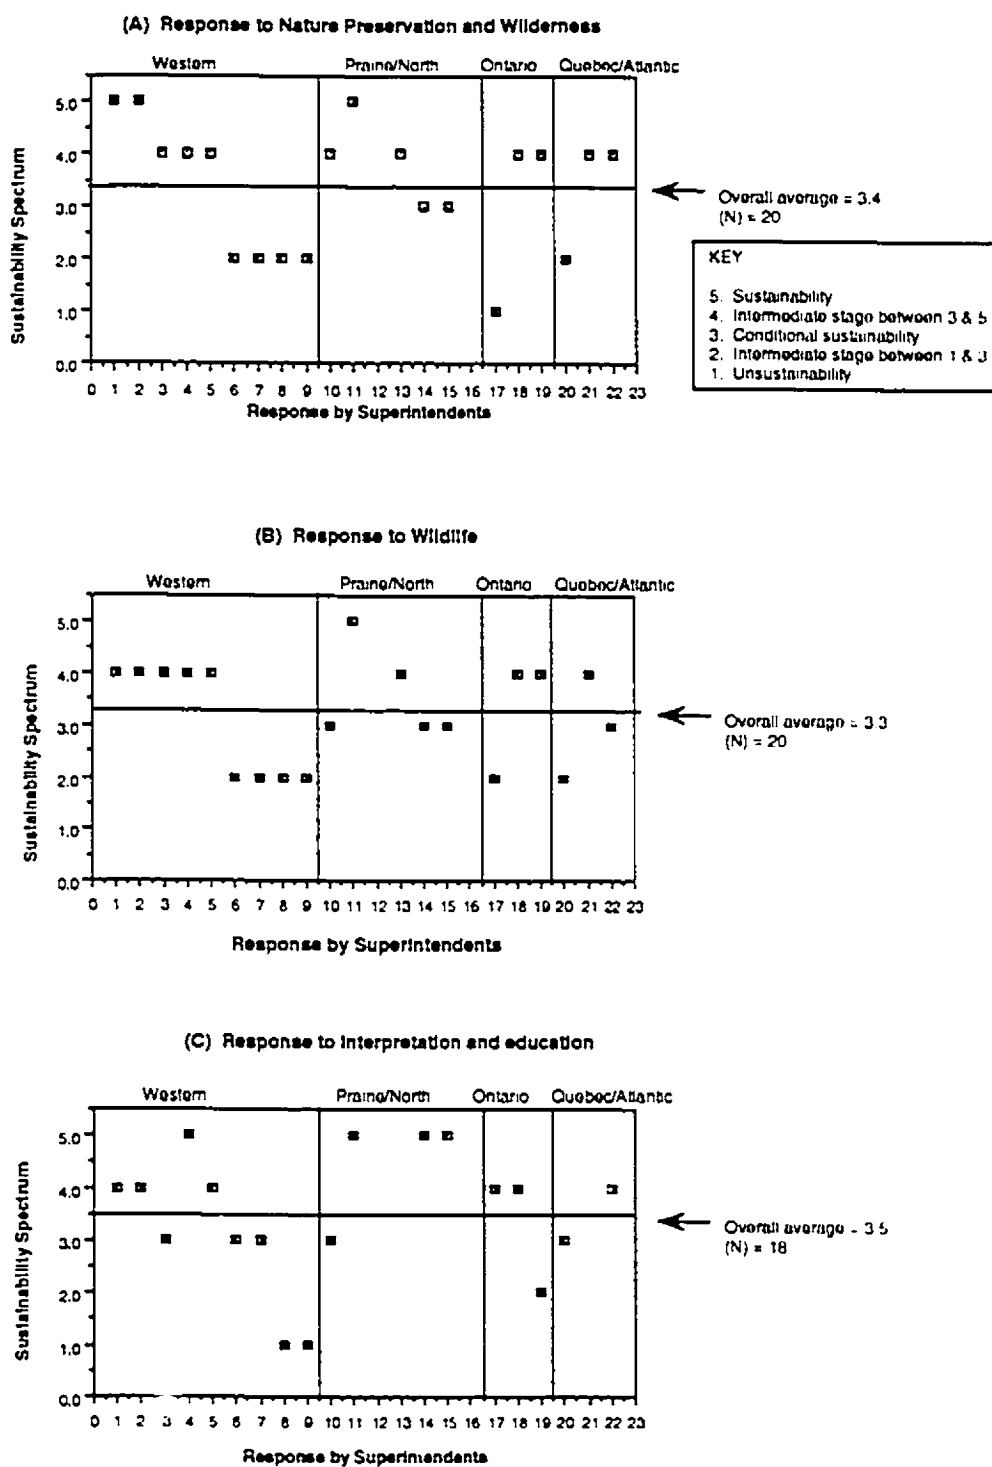 (A) Response to Nature Preservation and Wilderness
Western Prairie/North Ontario Quebec/Atlantic
5.0
4.0
3.0
2.0
1.0
0.0
Sustainability Spectrum
0 1 2 3 4 5 6 7 8 9 10 11 12 13 14 15 16 17 18 19 20 21 22 23
Response by Superintendents
Overall average = 3.4
(N) = 20
KEY
5. Sustainability
4. Intermediate stage between 3 & 5
3. Conditional sustainability
2. Intermediate stage between 1 & 3
1. Unsustainability
(B) Response to Wildlife
Western Prairie/North Ontario Quebec/Atlantic
5.0
4.0
3.0
2.0
1.0
0.0
Sustainability Spectrum
0 1 2 3 4 5 6 7 8 9 10 11 12 13 14 15 16 17 18 19 20 21 22 23
Response by Superintendents
Overall average = 3.3
(N) = 20
(C) Response to Interpretation and education
Western Prairie/North Ontario Quebec/Atlantic
5.0
4.0
3.0
2.0
1.0
0.0
Sustainability Spectrum
0 1 2 3 4 5 6 7 8 9 10 11 12 13 14 15 16 17 18 19 20 21 22 23
Response by Superintendents
Overall average = 3.5
(N) = 18